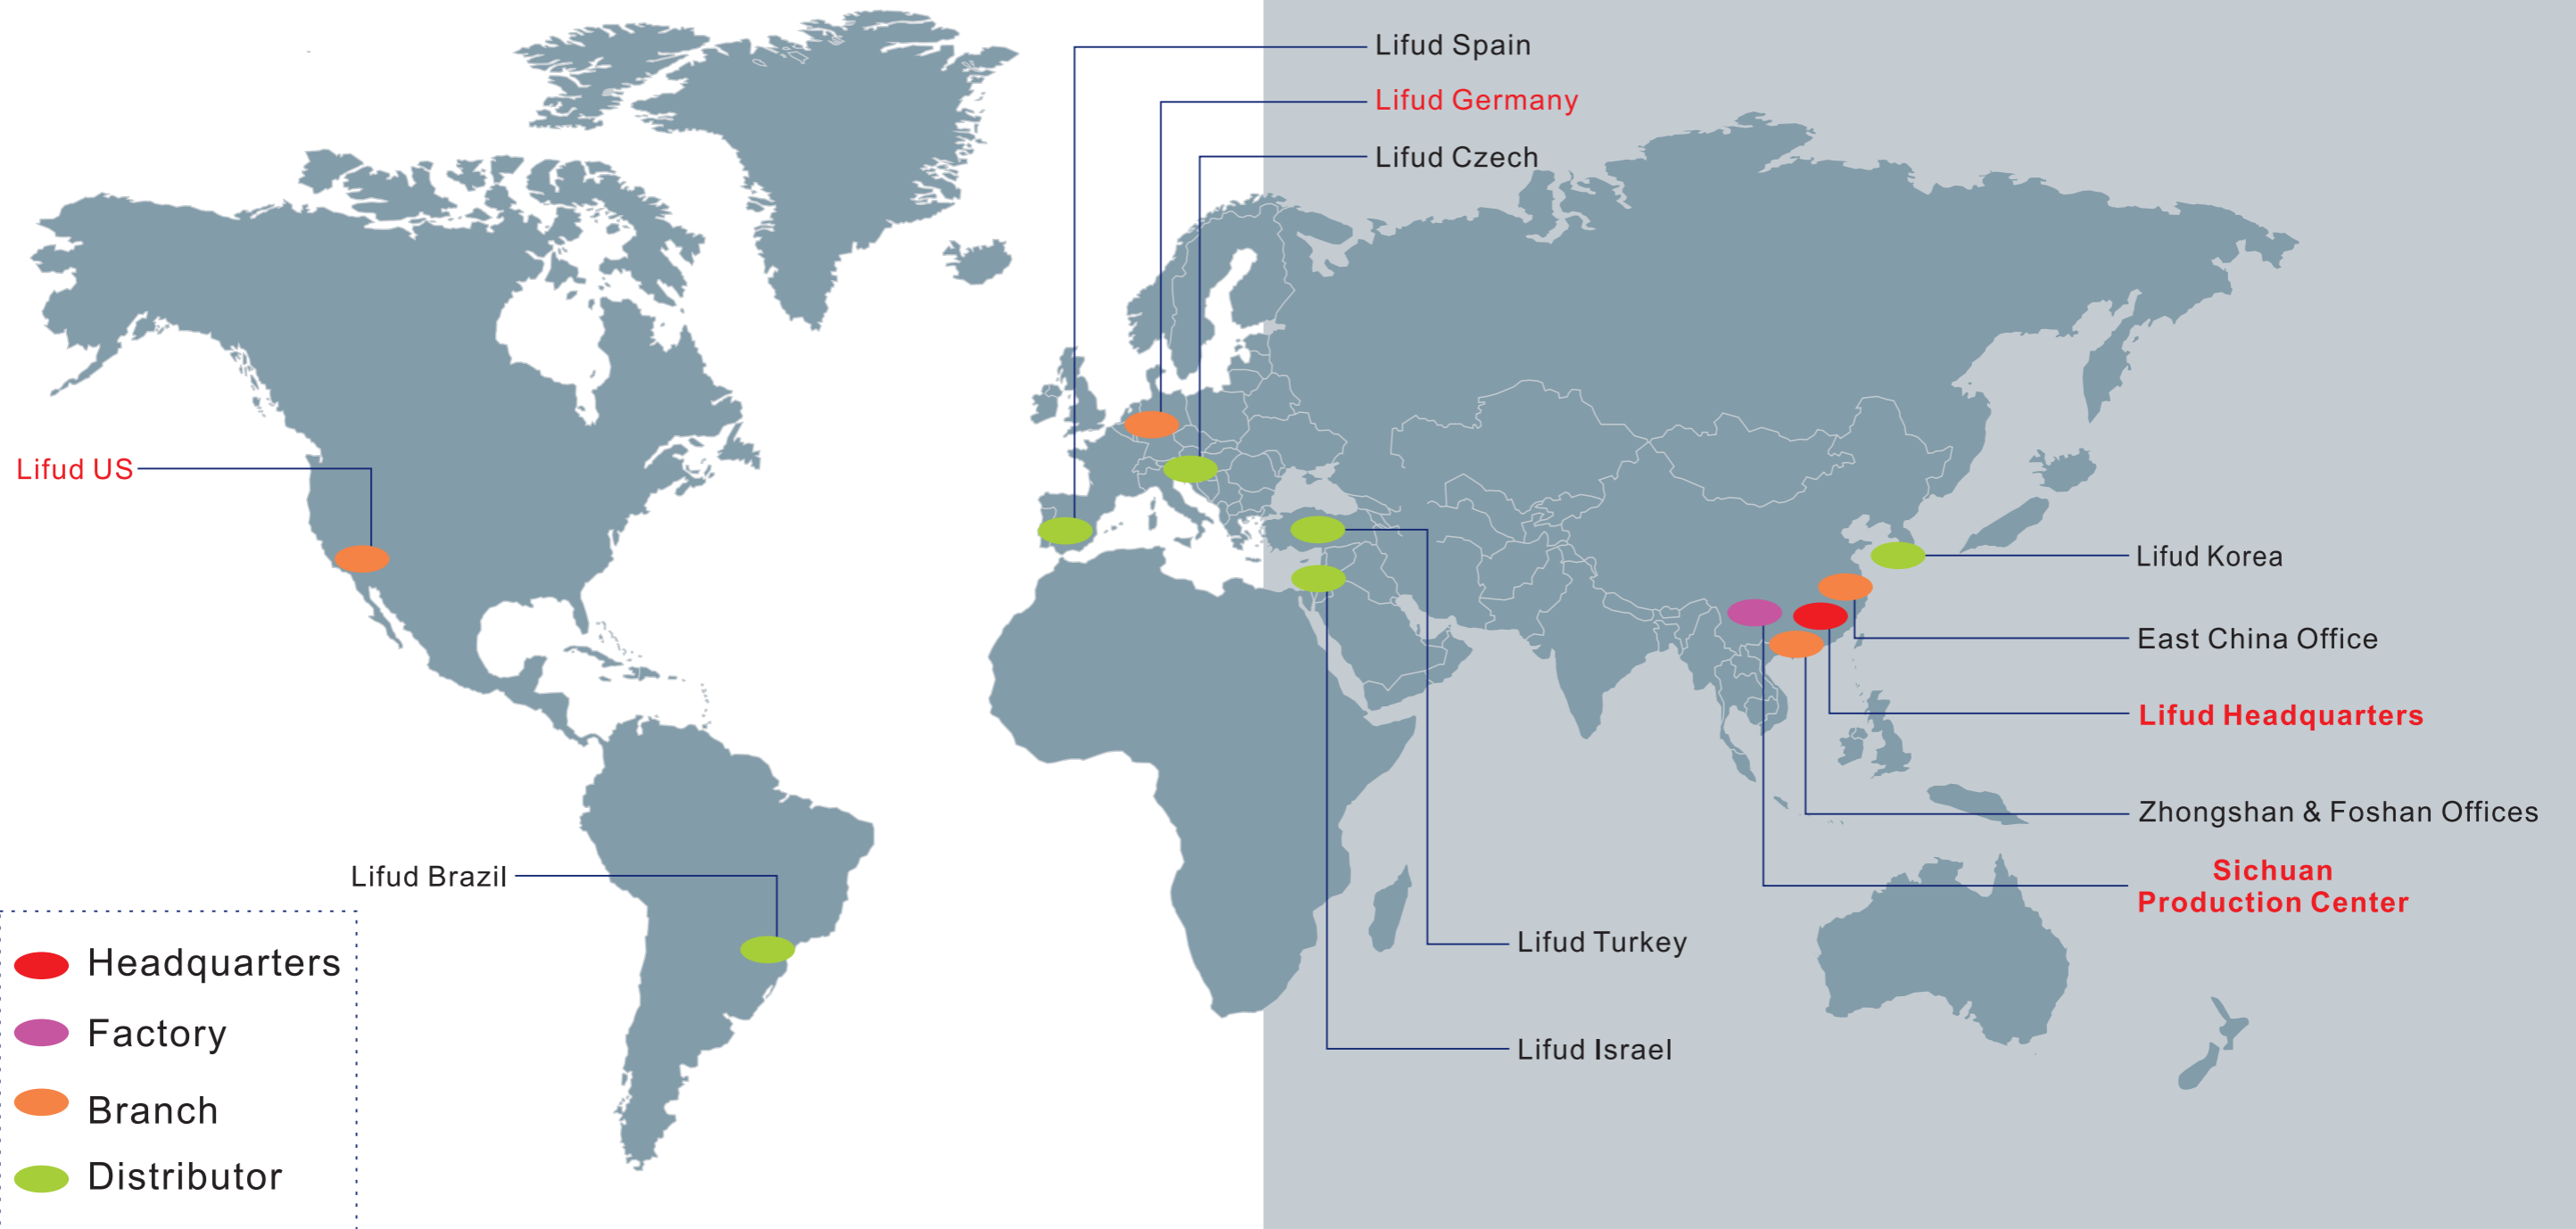 Lifud Spain
Lifud Germany
Lifud Czech
Lifud US
Lifud Korea
East China Office
Lifud Headquarters
Zhongshan & Foshan Offices
Sichuan
Production Center
Lifud Brazil
Lifud Turkey
Lifud Israel
Headquarters
Factory
Branch
Distributor